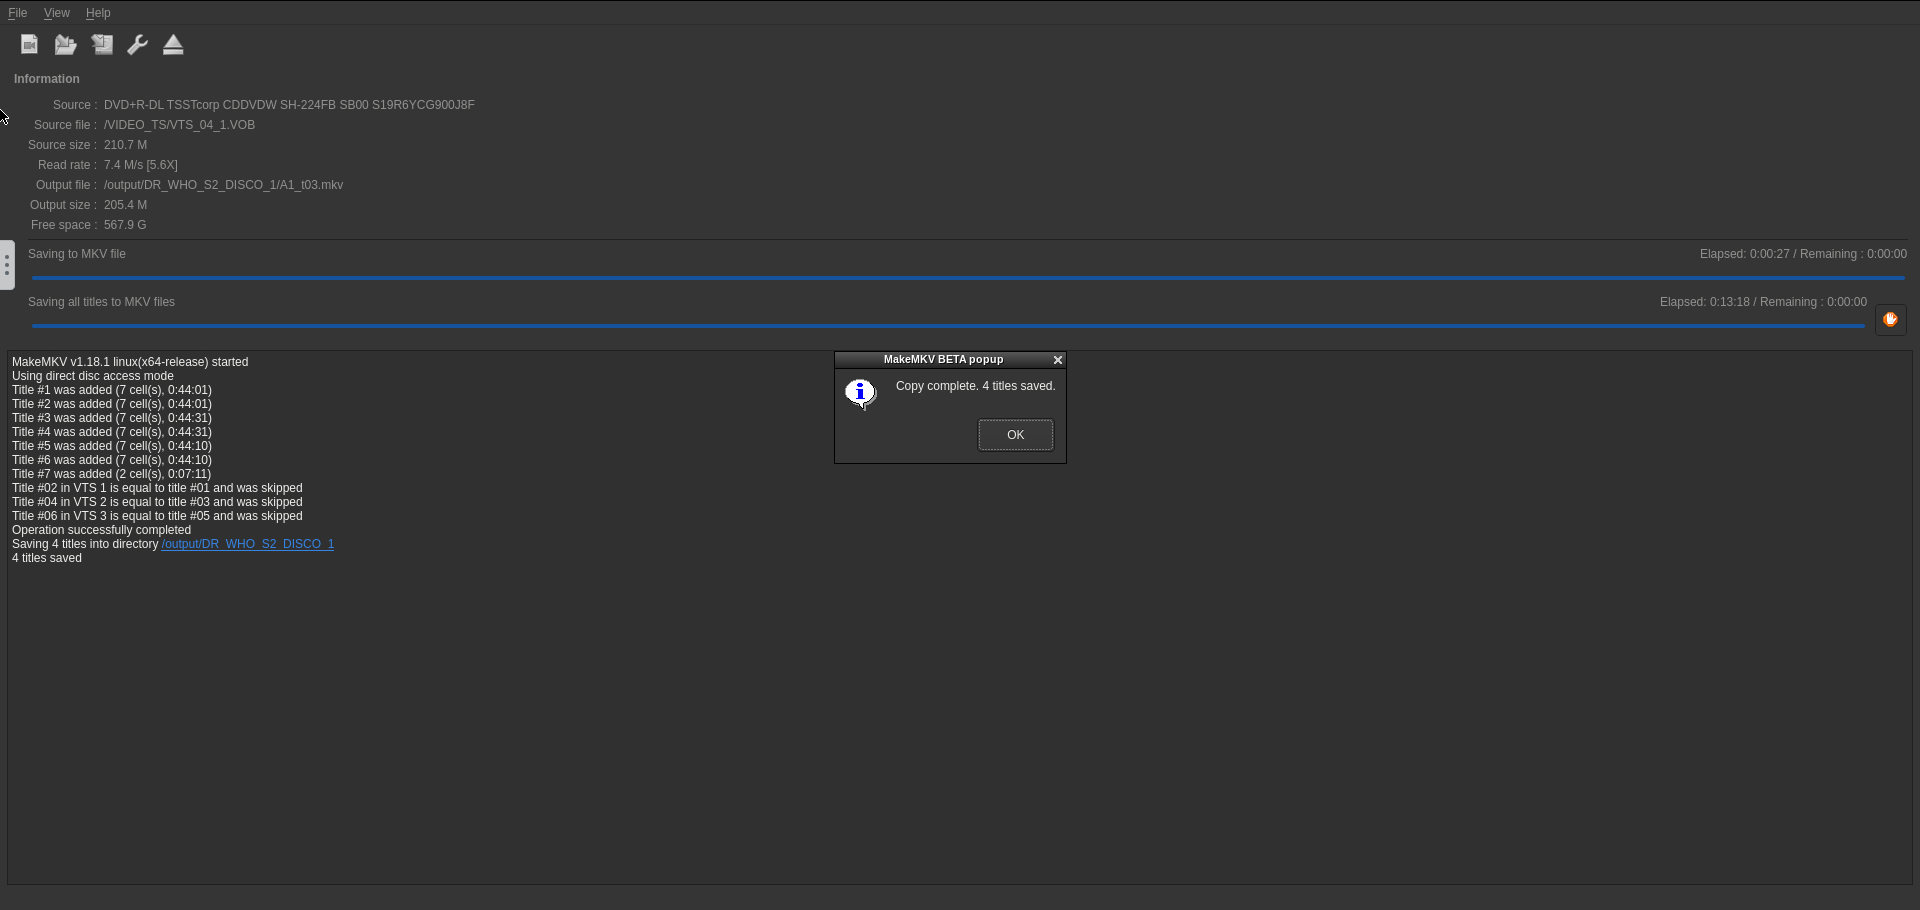 File View Help
Information
Source : DVD+R-DL TSSTcorp CDDVDW SH-224FB SB00 S19R6YCG900J8F
Source file : /VIDEO_TS/VTS_04_1.VOB
Source size : 210.7 M
Read rate : 7.4 M/s [5.6X]
Output file : /output/DR_WHO_S2_DISCO_1/A1_t03.mkv
Output size : 205.4 M
Free space : 567.9 G
Saving to MKV file Elapsed: 0:00:27 / Remaining : 0:00:00
Saving all titles to MKV files Elapsed: 0:13:18 / Remaining : 0:00:00
MakeMKV v1.18.1 linux(x64-release) started
Using direct disc access mode
Title #1 was added (7 cell(s), 0:44:01)
Title #2 was added (7 cell(s), 0:44:01)
Title #3 was added (7 cell(s), 0:44:31)
Title #4 was added (7 cell(s), 0:44:31)
Title #5 was added (7 cell(s), 0:44:10)
Title #6 was added (7 cell(s), 0:44:10)
Title #7 was added (2 cell(s), 0:07:11)
Title #02 in VTS 1 is equal to title #01 and was skipped
Title #04 in VTS 2 is equal to title #03 and was skipped
Title #06 in VTS 3 is equal to title #05 and was skipped
Operation successfully completed
Saving 4 titles into directory /output/DR_WHO_S2_DISCO_1
4 titles saved
MakeMKV BETA popup
Copy complete. 4 titles saved.
OK